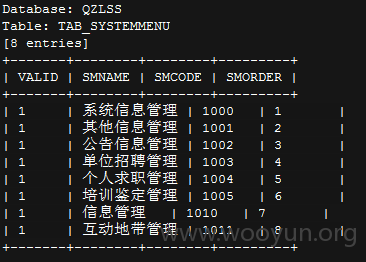 Database: QZLSS
Table: TAB_SYSTEMMENU
[8 entries]
+-------+--------+--------+---------+
| VALID | SMNAME | SMCODE | SMORDER |
+-------+--------+--------+---------+
| 1 | 系统信息管理 | 1000 | 1 |
| 1 | 其他信息管理 | 1001 | 2 |
| 1 | 公告信息管理 | 1002 | 3 |
| 1 | 单位招聘管理 | 1003 | 4 |
| 1 | 个人求职管理 | 1004 | 5 |
| 1 | 培训鉴定管理 | 1005 | 6 |
| 1 | 信息管理 | 1010 | 7 |
| 1 | 互动地带管理 | 1011 | 8 |
+-------+--------+--------+---------+
www.wooyun.org